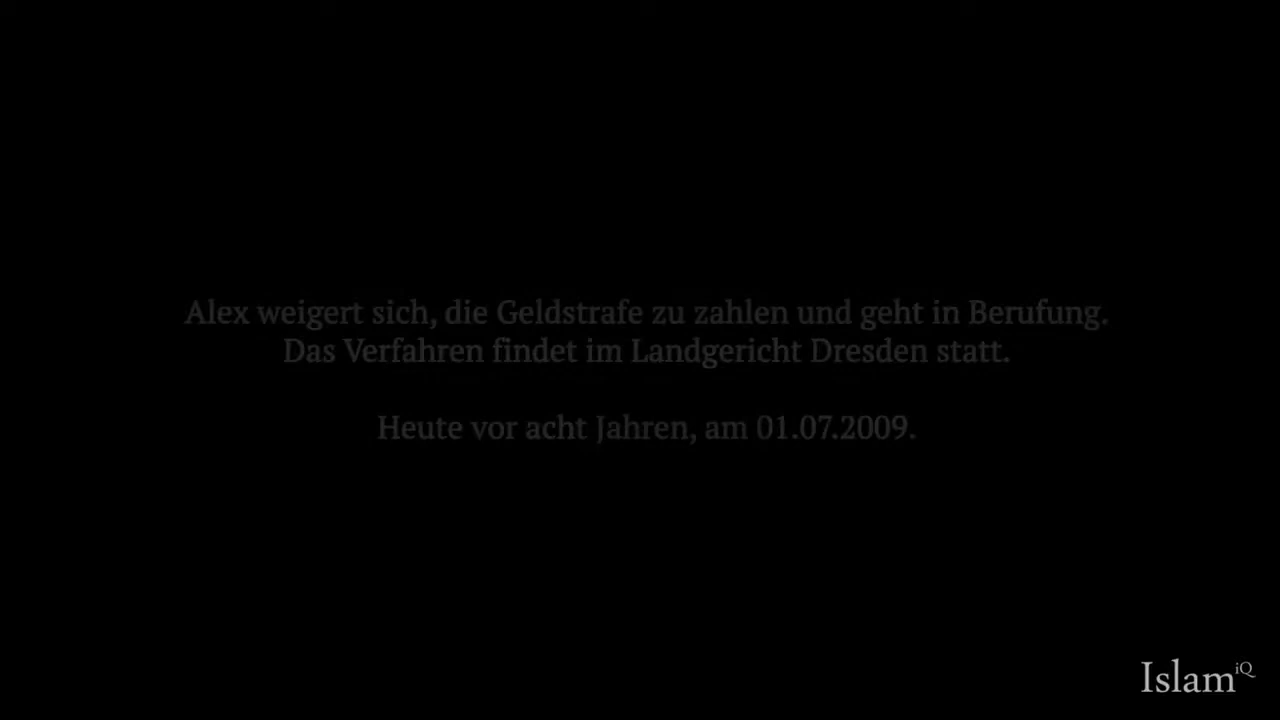 Alex weigert sich, die Geldstrafe zu zahlen und geht in Berufung.
Das Verfahren findet im Landgericht Dresden statt.
Heute vor acht Jahren, am 01.07.2009.
Islam iQ